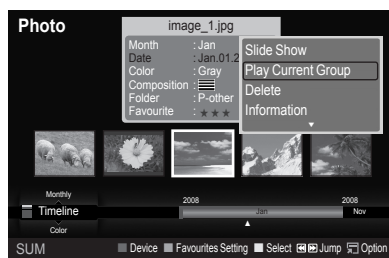 Photo
image_1.jpg
Month : Jan
Date : Jan.01.2
Color : Gray
Composition :
Folder : P-other
Favourite : ★ ★ ★
Slide Show
Play Current Group
Delete
Information
Monthly
Timeline
Color
2008
Jan
2008
Nov
SUM
Device Favourites Setting Select Jump Option